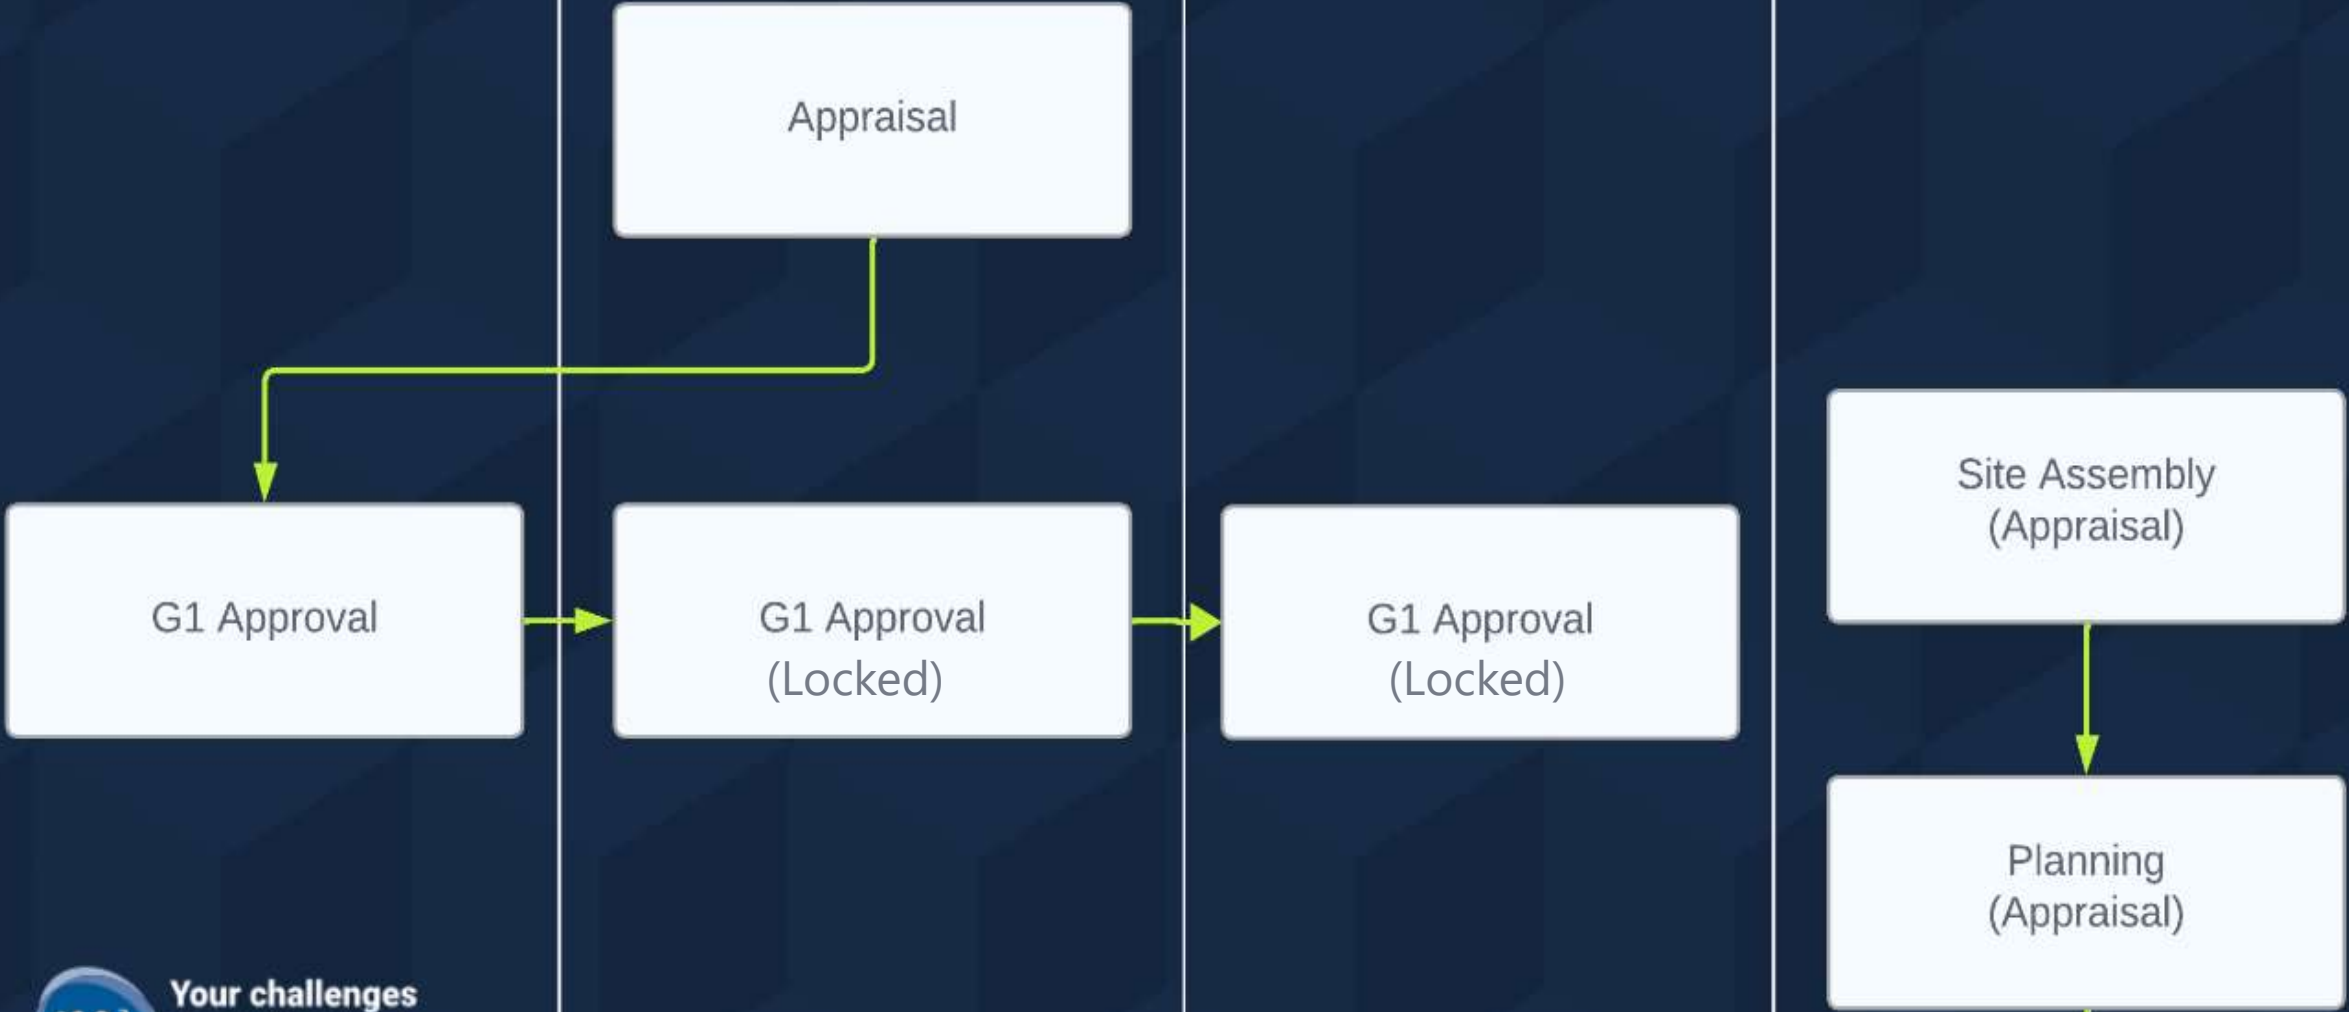 Appraisal
G1 Approval
G1 Approval
(Locked)
G1 Approval
(Locked)
Site Assembly
(Appraisal)
Planning
(Appraisal)
Your challenges